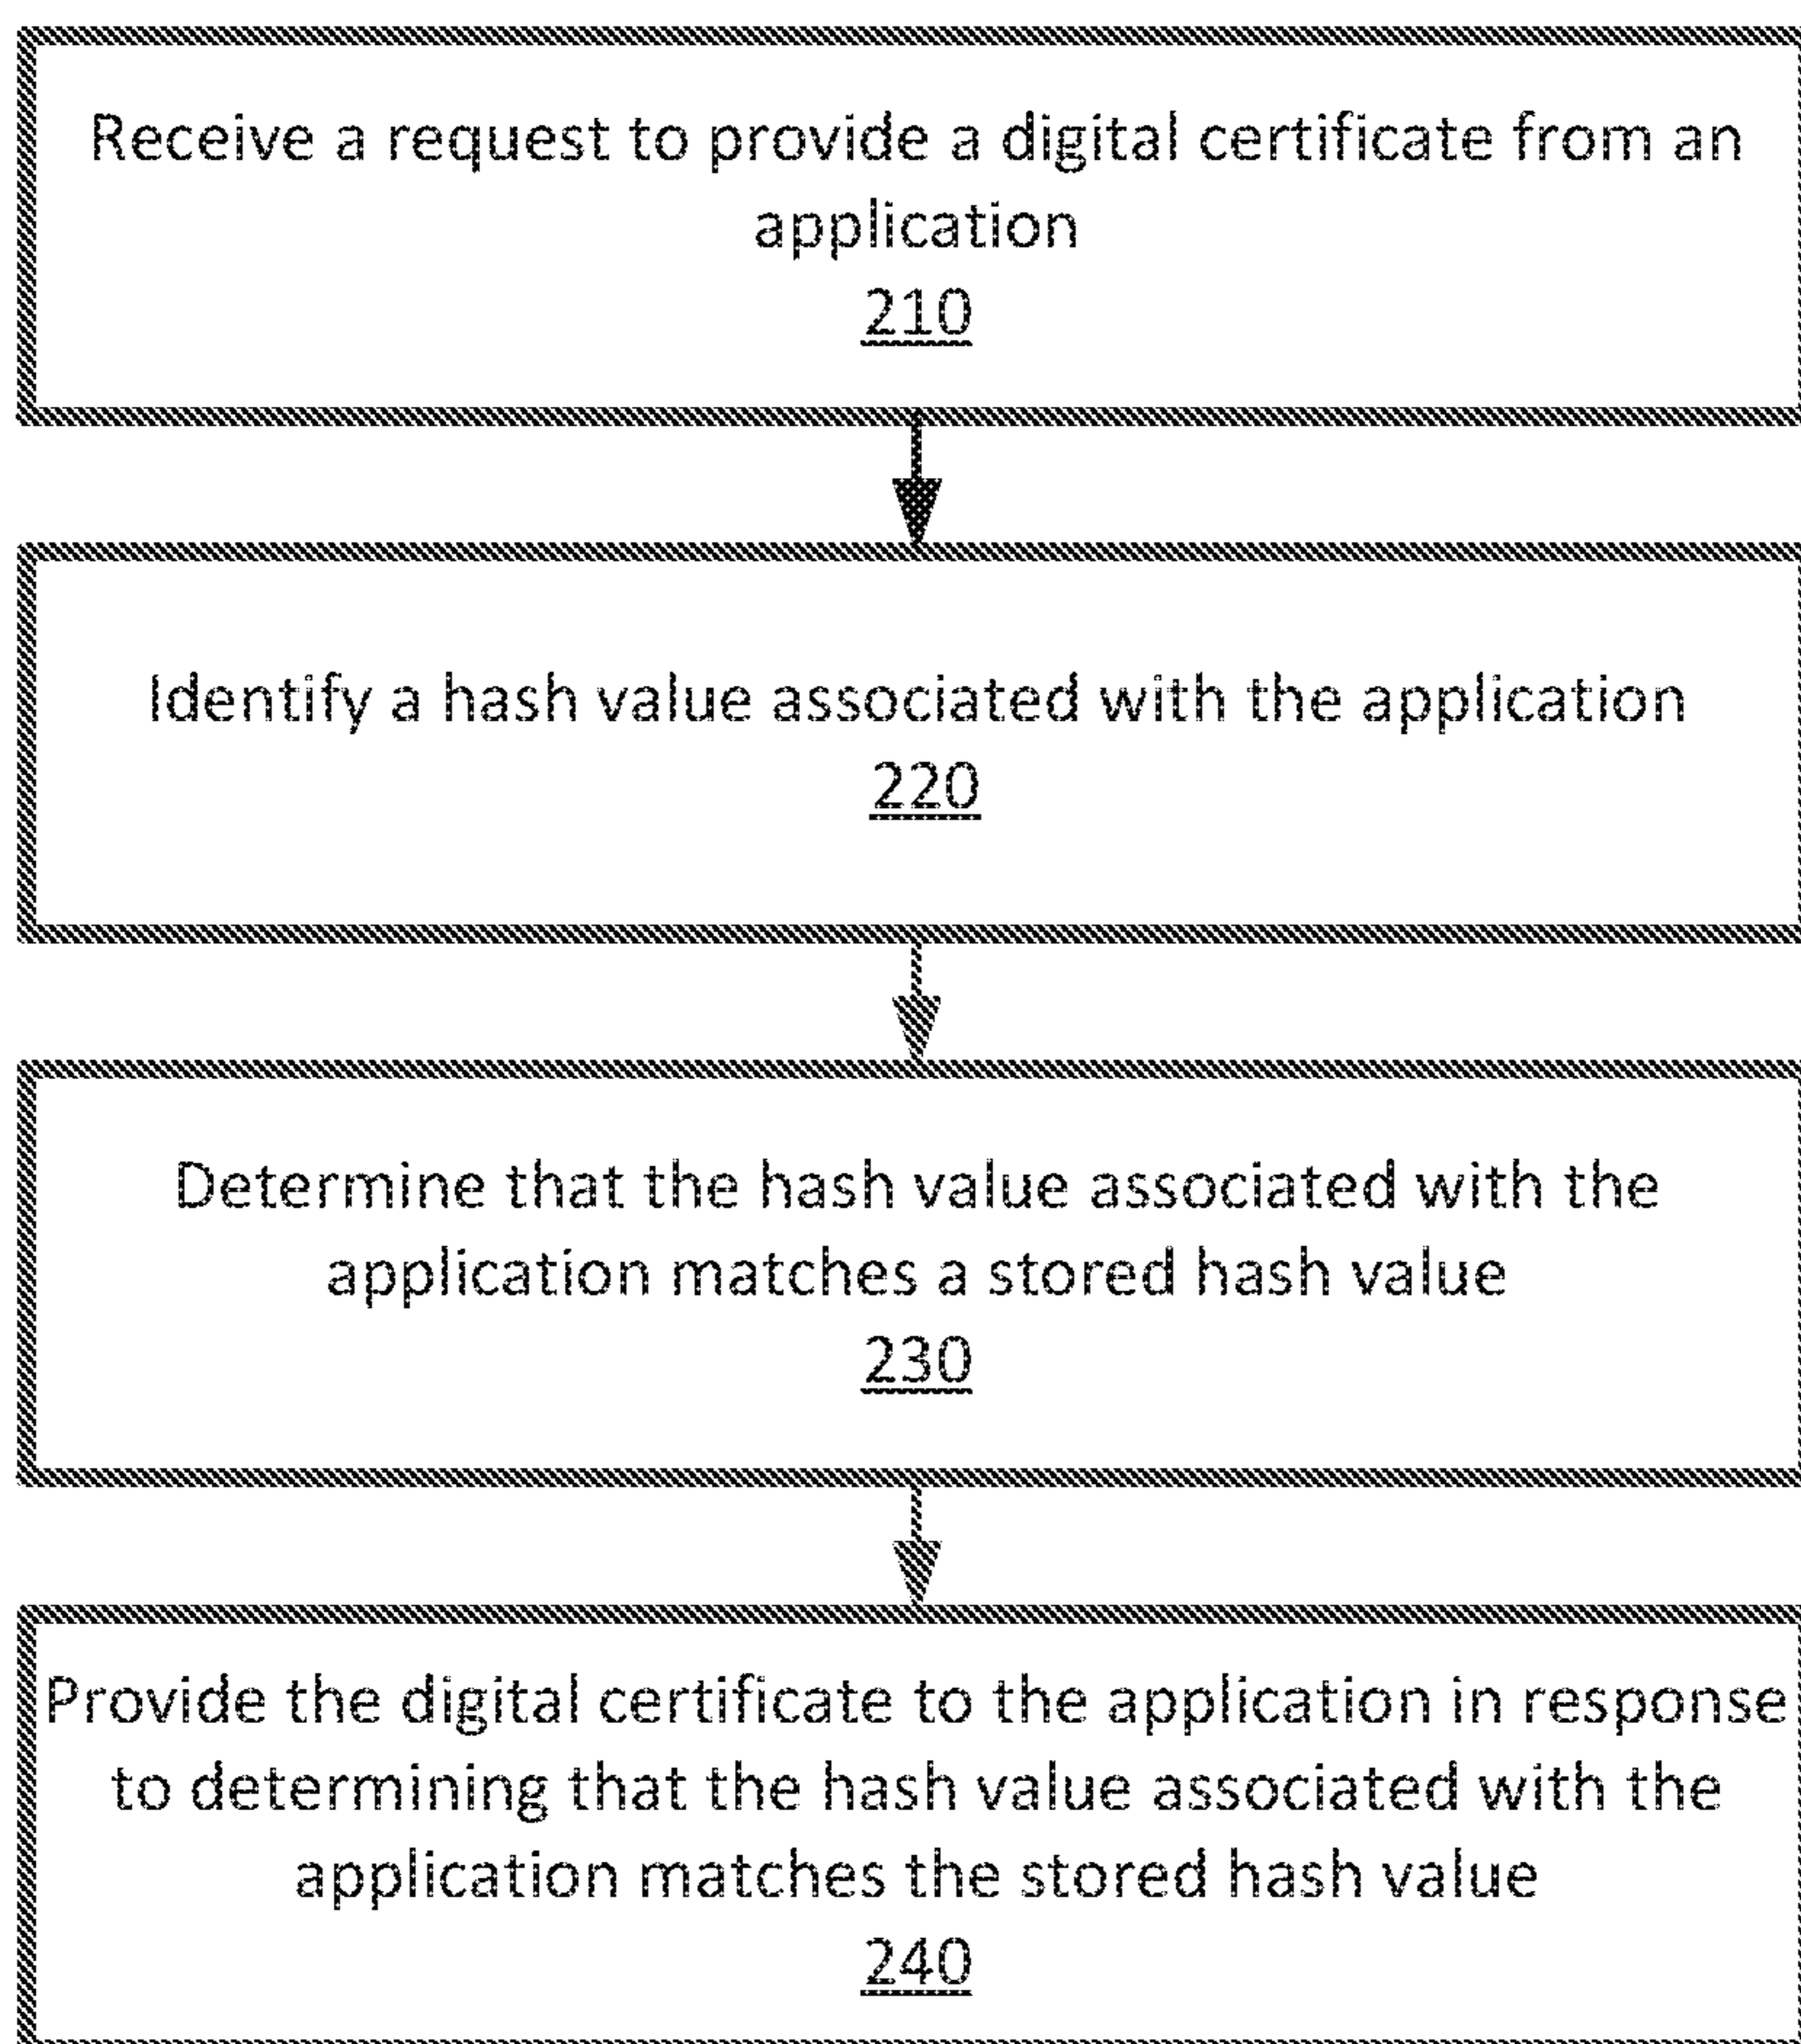 Receive a request to provide a digital certificate from an
application
210
Identify a hash value associated with the application
220
Determine that the hash value associated with the
application matches a stored hash value
230
Provide the digital certificate to the application in response
to determining that the hash value associated with the
application matches the stored hash value
240